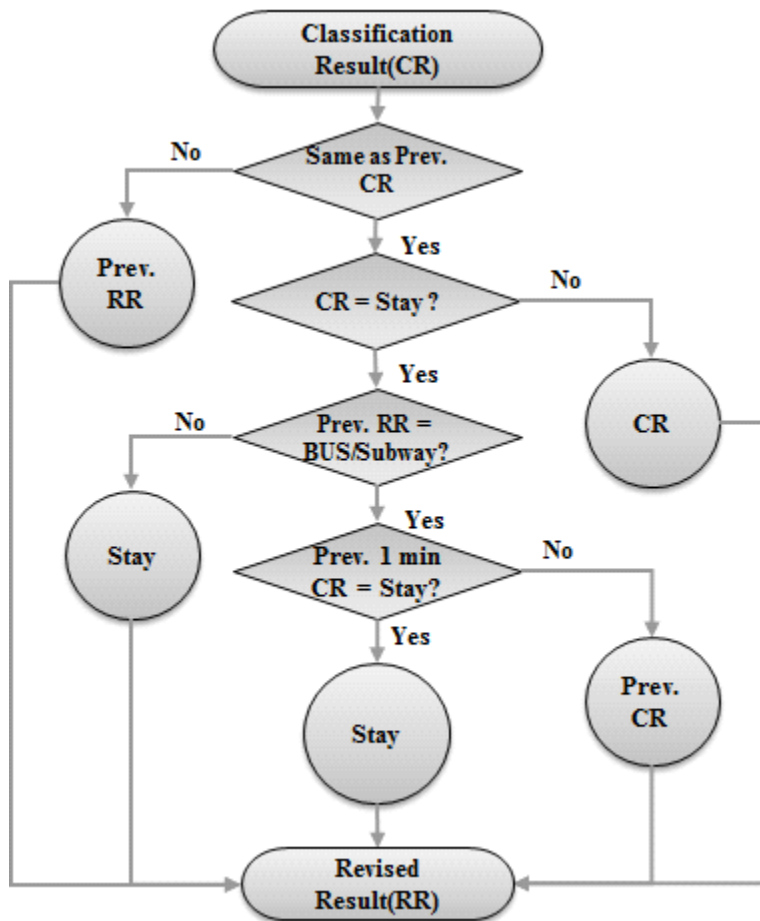 Classification
Result(CR)
No
Same as Prev.
CR
Yes
Prev.
RR
CR = Stay ?
No
Yes
CR
No
Prev. RR =
BUS/Subway?
Yes
Stay
Prev. 1 min
CR = Stay?
No
Yes
Prev.
CR
Stay
Revised
Result(RR)